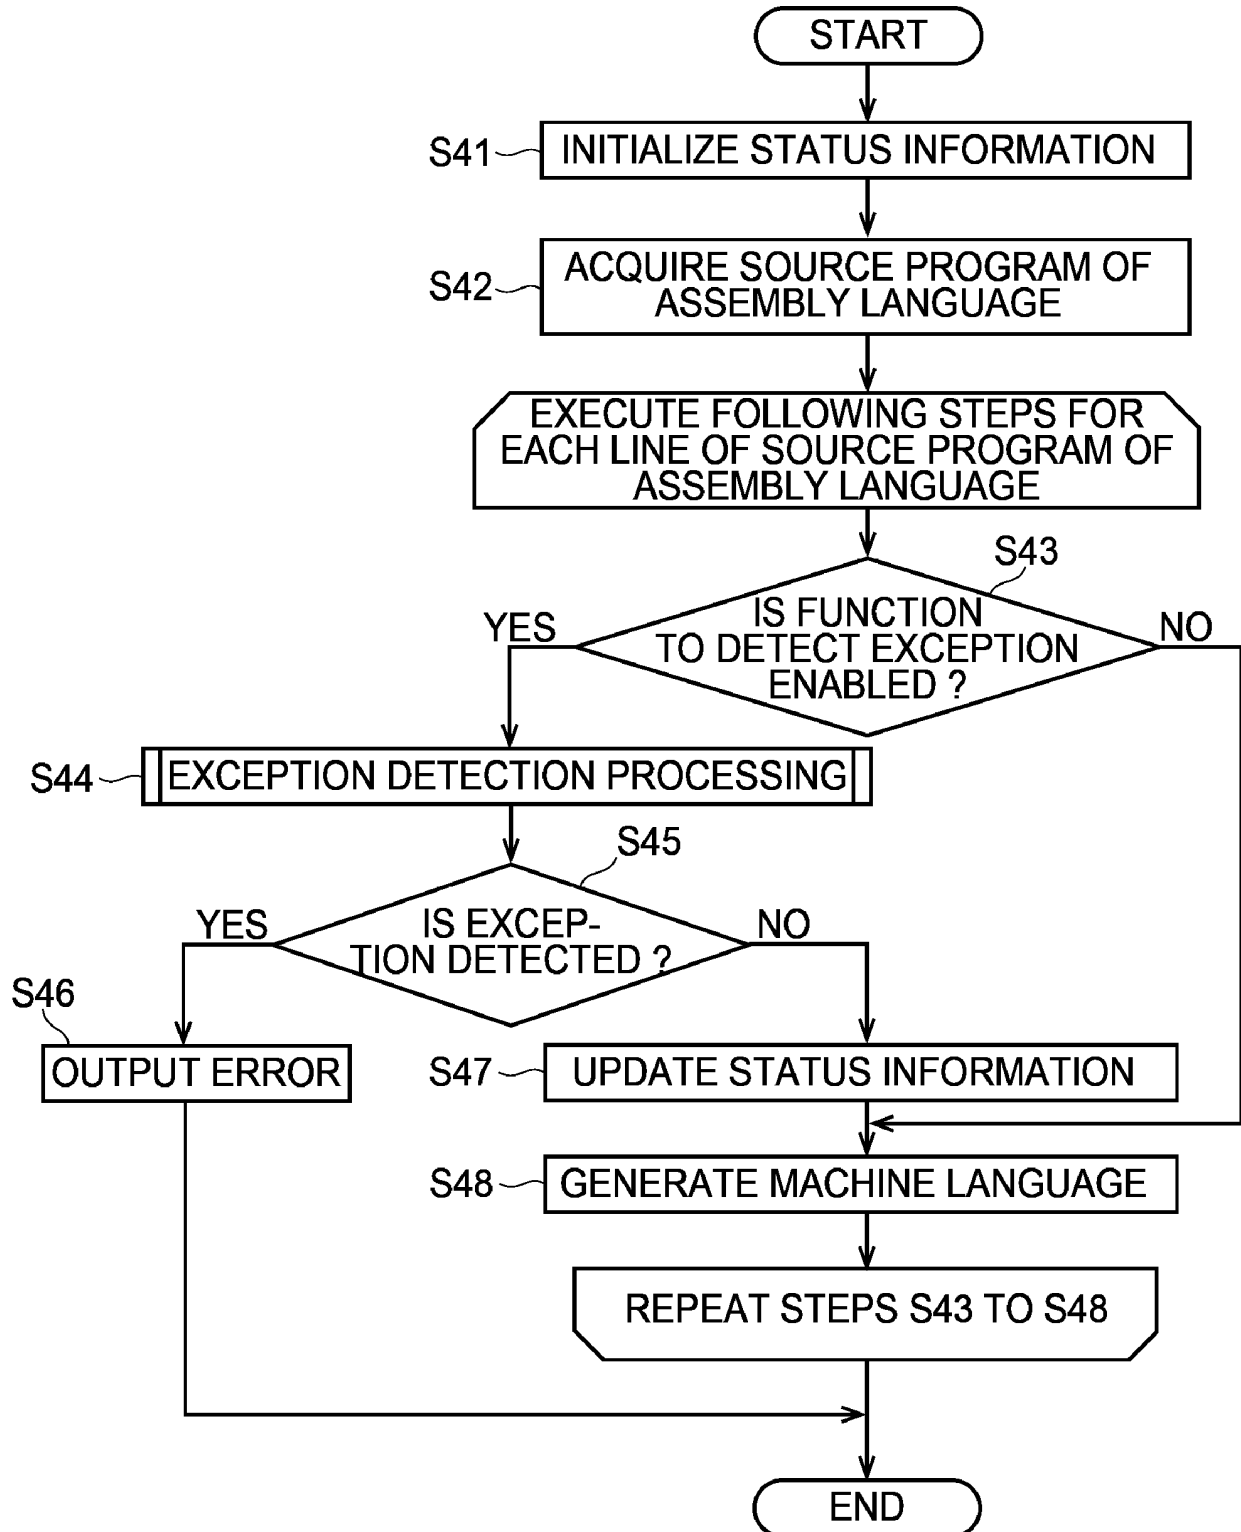 START
S41
INITIALIZE STATUS INFORMATION
S42
ACQUIRE SOURCE PROGRAM OF
ASSEMBLY LANGUAGE
EXECUTE FOLLOWING STEPS FOR
EACH LINE OF SOURCE PROGRAM OF
ASSEMBLY LANGUAGE
S43
IS FUNCTION
TO DETECT EXCEPTION
ENABLED ?
YES
NO
S44
EXCEPTION DETECTION PROCESSING
S45
IS EXCEP-
TION DETECTED ?
YES
NO
S46
OUTPUT ERROR
S47
UPDATE STATUS INFORMATION
S48
GENERATE MACHINE LANGUAGE
REPEAT STEPS S43 TO S48
END